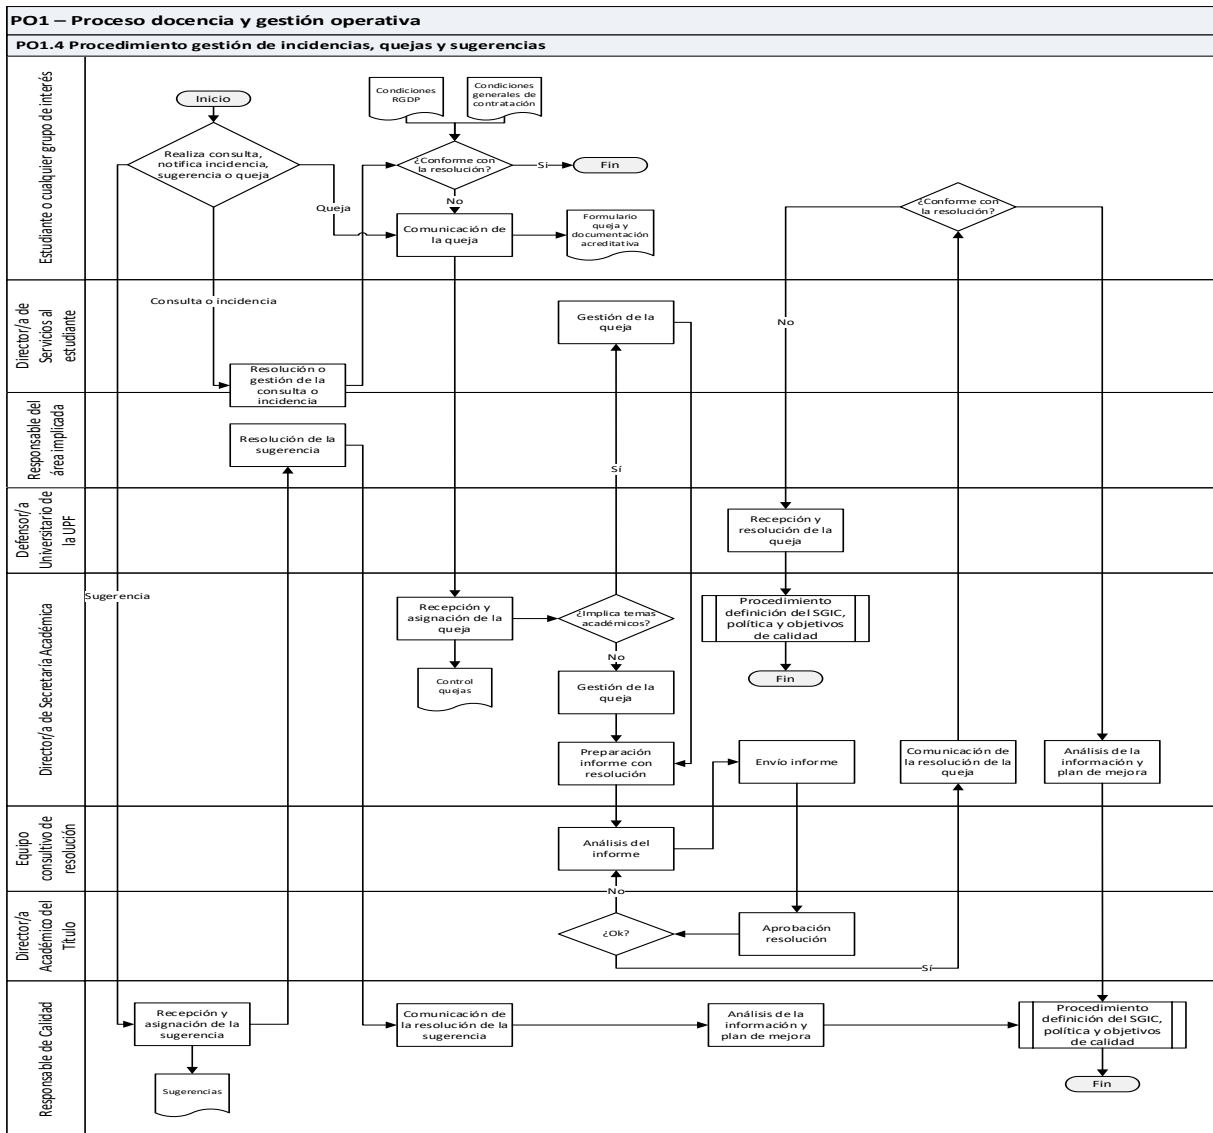 PO1 – Proceso docencia y gestión operativa
PO1.4 Procedimiento gestión de incidencias, quejas y sugerencias
Estudiante o cualquier grupo de interés
Inicio
Realiza consulta,
notifica incidencia,
sugerencia o queja
Queja
Condiciones
RGDP
Condiciones
generales de
contratación
¿Conforme con
la resolución?
Si
Fin
No
Comunicación de
la queja
Formulario
queja y
documentación
acreditativa
¿Conforme con
la resolución?
Director/a de
Servicios al
estudiante
Consulta o incidencia
Resolución o
gestión de la
consulta o
incidencia
Gestión de la
queja
No
Responsable del
área implicada
Resolución de la
sugerencia
Sí
Defensor/a
Universitario de
la UPF
Recepción y
resolución de la
queja
Director/a de Secretaría Académica
Sugerencia
Recepción y
asignación de la
queja
Control
quejas
¿Implica temas
académicos?
No
Gestión de la
queja
Preparación
informe con
resolución
Procedimiento
definición del SGIC,
política y objetivos
de calidad
Fin
Envío informe
Comunicación de
la resolución de la
queja
Análisis de la
información y
plan de mejora
Equipo
consultivo de
resolución
Análisis del
informe
Director/a
Académico del
Título
No
¿Ok?
Aprobación
resolución
Sí
Responsable de Calidad
Recepción y
asignación de la
sugerencia
Sugerencias
Comunicación de
la resolución de la
sugerencia
Análisis de la
información y
plan de mejora
Procedimiento
definición del SGIC,
política y objetivos
de calidad
Fin